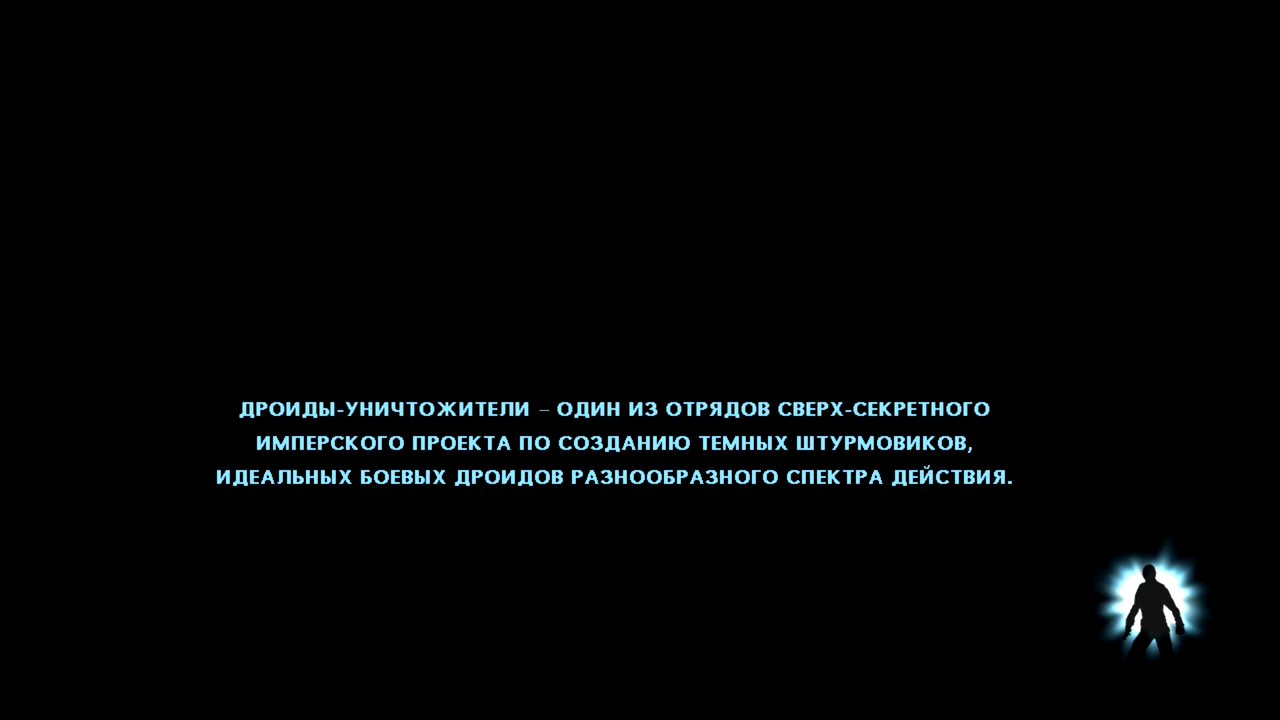 ДРОИДЫ-УНИЧТОЖИТЕЛИ – ОДИН ИЗ ОТРЯДОВ СВЕРХ-СЕКРЕТНОГО
ИМПЕРСКОГО ПРОЕКТА ПО СОЗДАНИЮ ТЕМНЫХ ШТУРМОВИКОВ,
ИДЕАЛЬНЫХ БОЕВЫХ ДРОИДОВ РАЗНООБРАЗНОГО СПЕКТРА ДЕЙСТВИЯ.